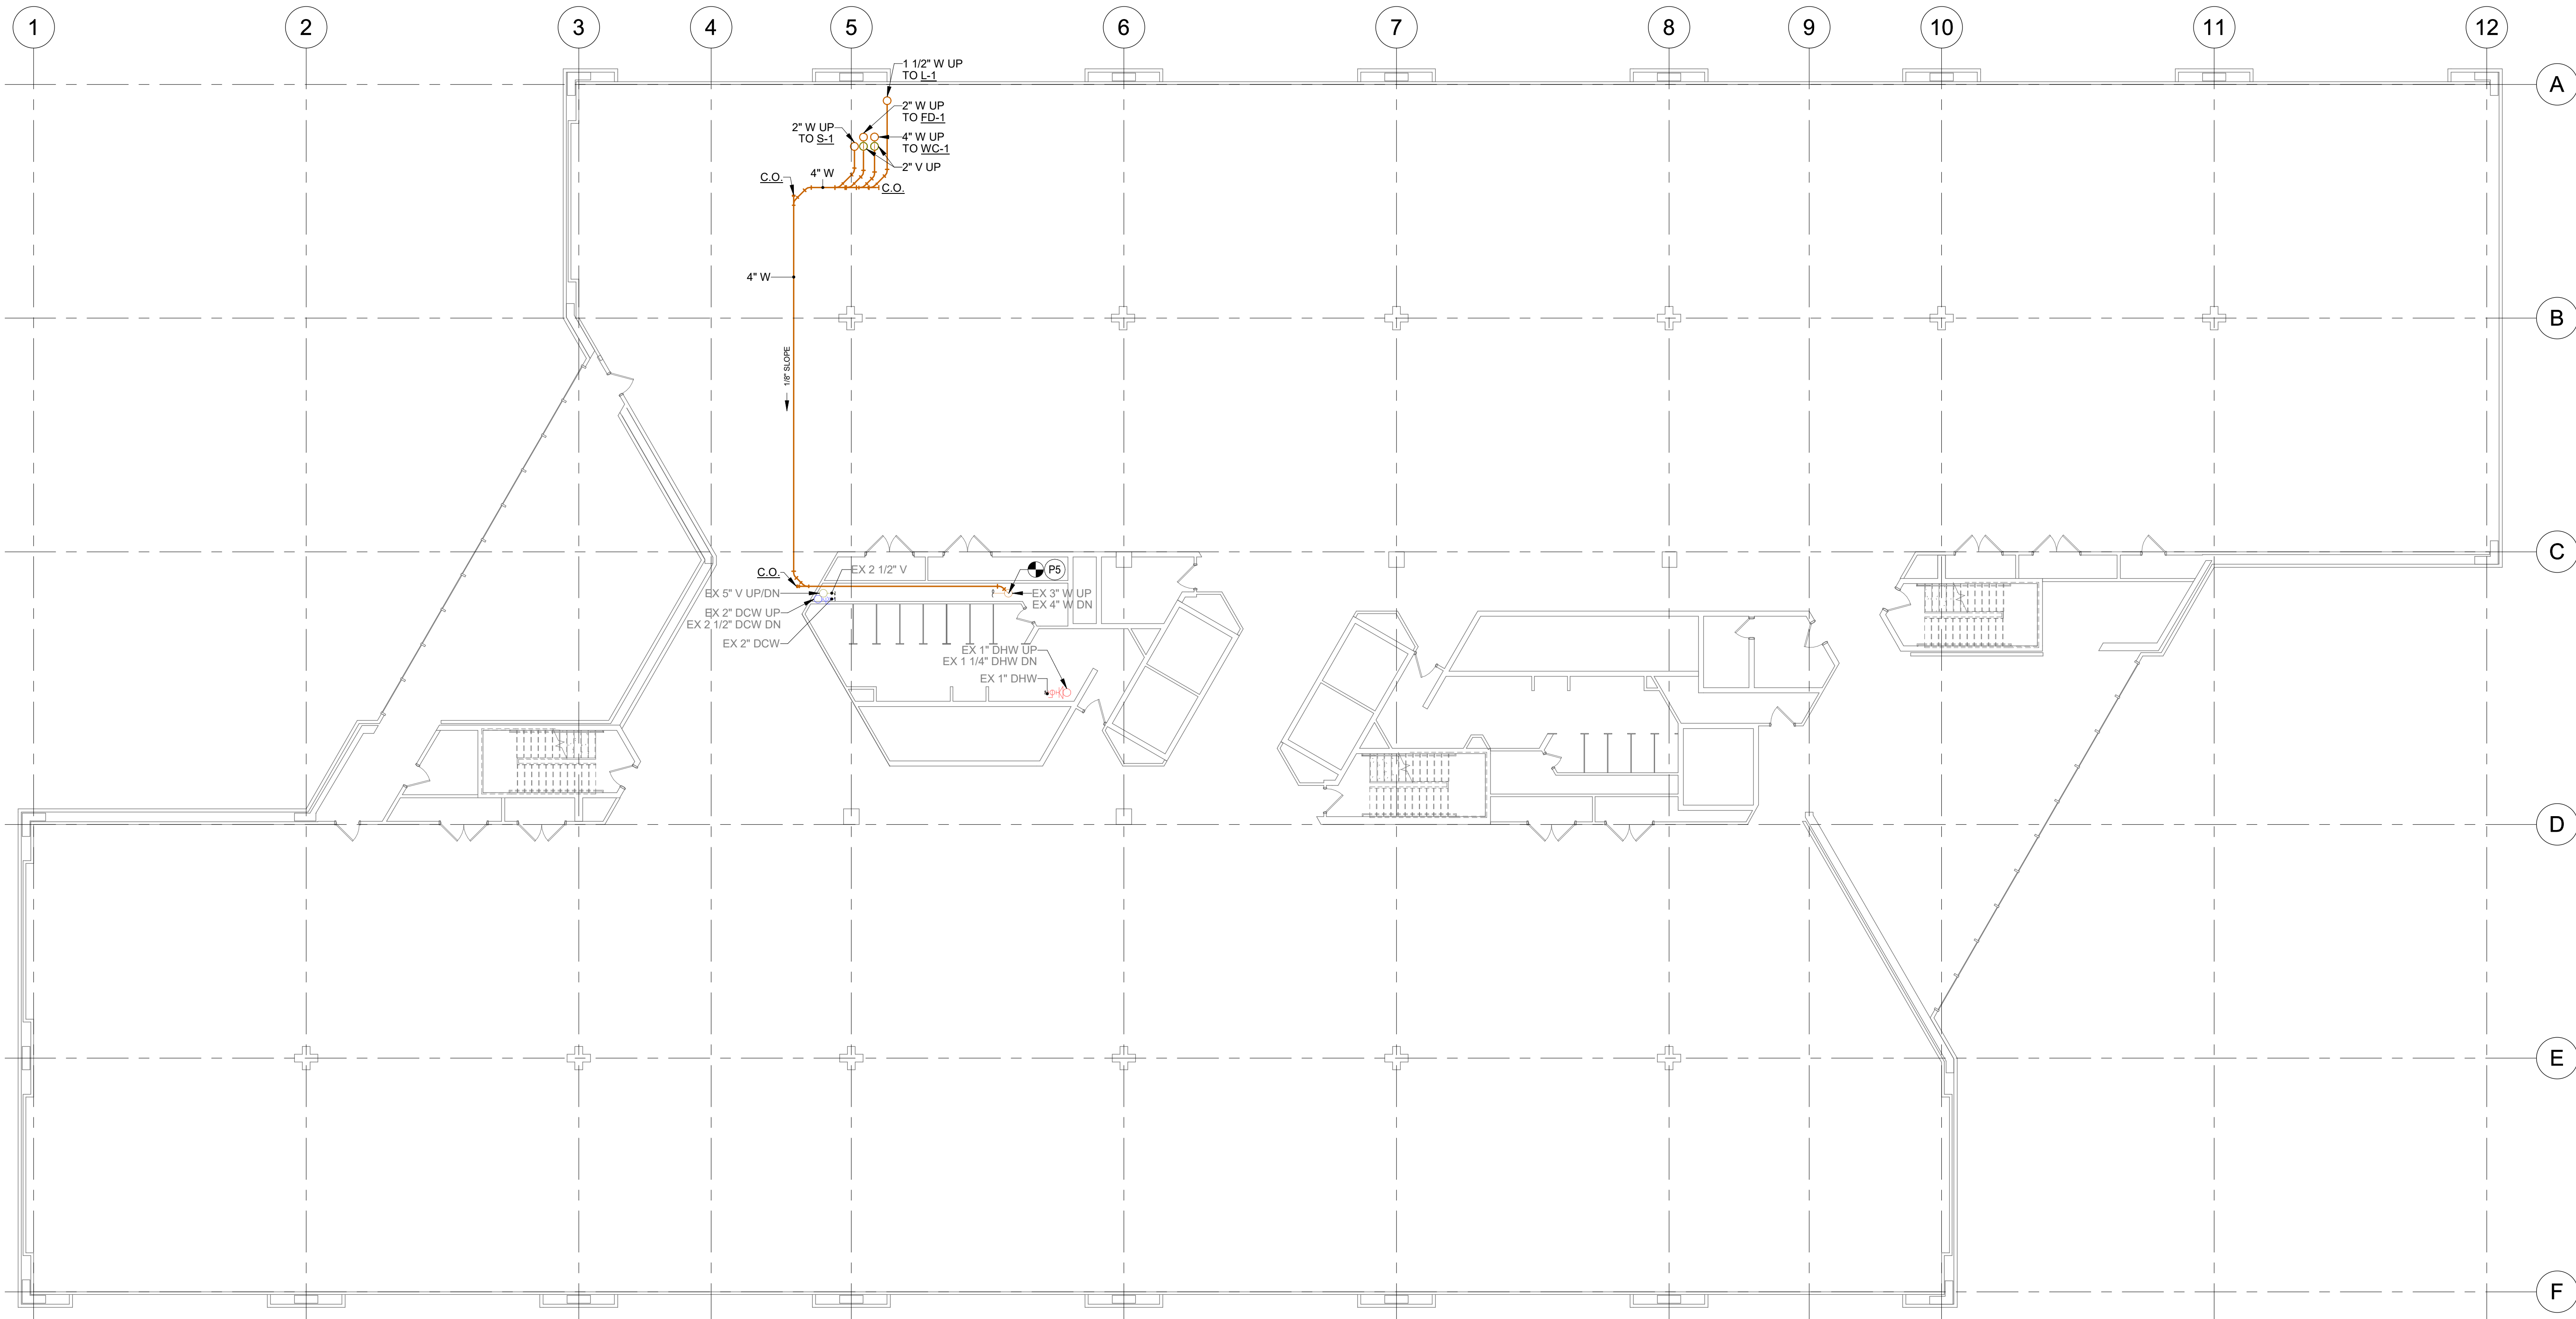 1
2
3
4
5
6
7
8
9
10
11
12
A
B
C
D
E
F
1 1/2" W UP
TO L-1
2" W UP
TO FD-1
2" W UP
TO S-1
4" W UP
TO WC-1
2" V UP
4" W
C.O.
C.O.
4" W
1/8" SLOPE
C.O.
EX 2 1/2" V
P5
EX 5" V UP/DN
EX 3" W UP
EX 4" W DN
EX 2" DCW UP
EX 2 1/2" DCW DN
EX 2" DCW
EX 1" DHW UP
EX 1 1/4" DHW DN
EX 1" DHW